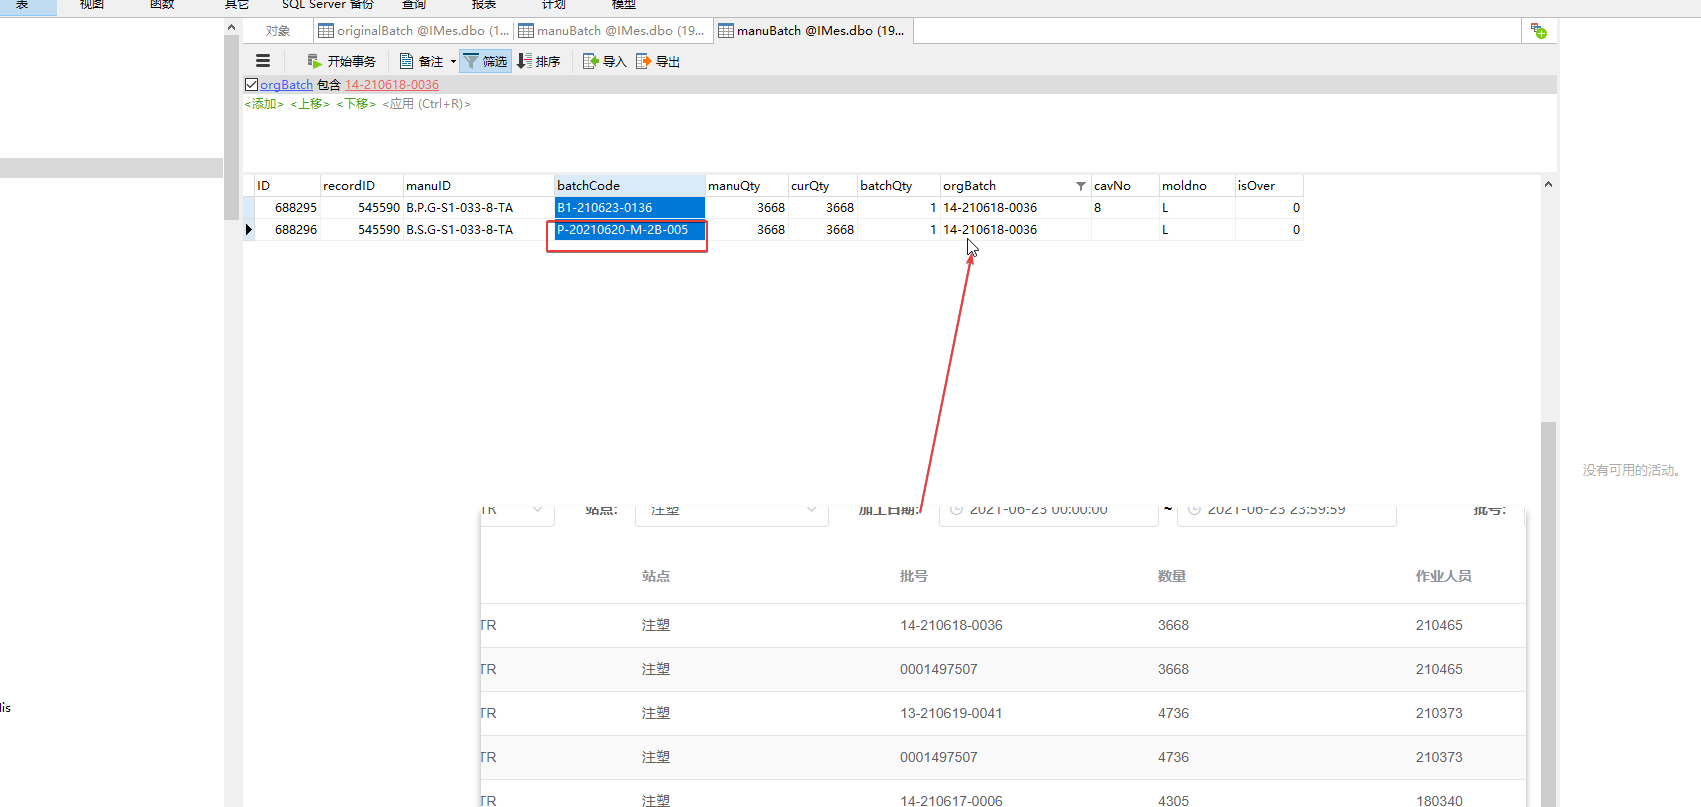 表 视图 函数 其它 SQL Server 备份 查询 报表 计划 模型
对象 originalBatch @IMes.dbo (1... manuBatch @IMes.dbo (19... manuBatch @IMes.dbo (19...
开始事务 备注 筛选 排序 导入 导出
orgBatch 包含 14-210618-0036
<添加> <上移> <下移> <应用 (Ctrl+R)>
ID recordID manuID batchCode manuQty curQty batchQty orgBatch cavNo moldno isOver
688295 545590 B.P.G-S1-033-8-TA B1-210623-0136 3668 3668 1 14-210618-0036 8 L 0
688296 545590 B.S.G-S1-033-8-TA P-20210620-M-2B-005 3668 3668 1 14-210618-0036 L 0
没有可用的活动。
TR 站点: 注塑 加工日期: 2021-06-23 00:00:00 ~ 2021-06-23 23:59:59 批号:
站点 批号 数量 作业人员
TR 注塑 14-210618-0036 3668 210465
TR 注塑 0001497507 3668 210465
TR 注塑 13-210619-0041 4736 210373
lis
TR 注塑 0001497507 4736 210373
TR 注塑 14-210617-0006 4305 180340